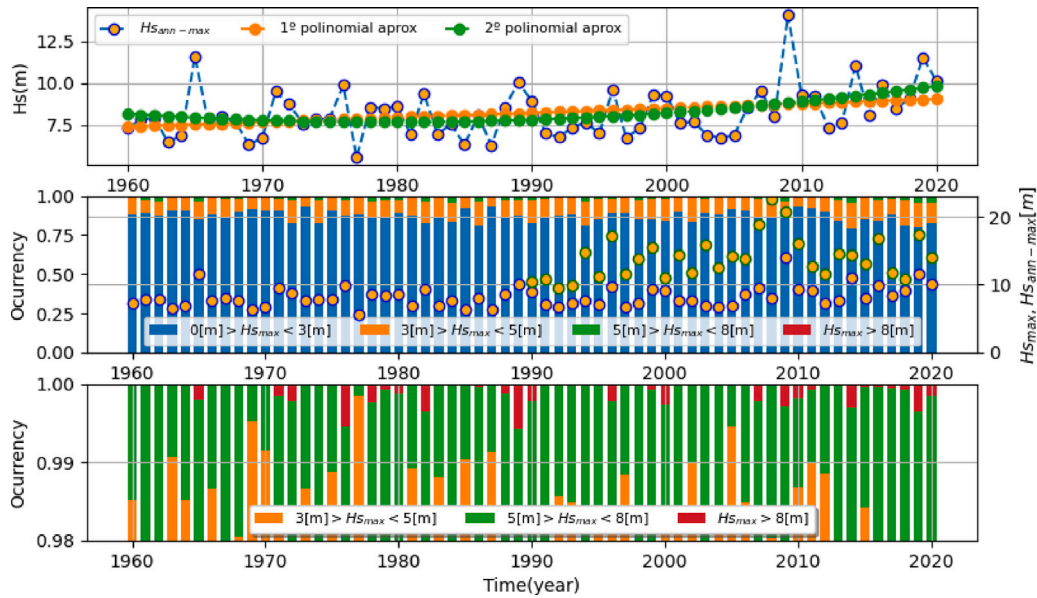 Hs_ann−max 1º polinomial aprox 2º polinomial aprox
12.5
10.0
7.5
Hs(m)
1960 1970 1980 1990 2000 2010 2020
1.00
0.75
0.50
0.25
0.00
Ocurrency
20
10
0
Hs_max, Hs_ann−max[m]
0[m] > Hs_max < 3[m] 3[m] > Hs_max < 5[m] 5[m] > Hs_max < 8[m] Hs_max > 8[m]
1960 1970 1980 1990 2000 2010 2020
1.00
0.99
0.98
Ocurrency
3[m] > Hs_max < 5[m] 5[m] > Hs_max < 8[m] Hs_max > 8[m]
1960 1970 1980 1990 2000 2010 2020
Time(year)